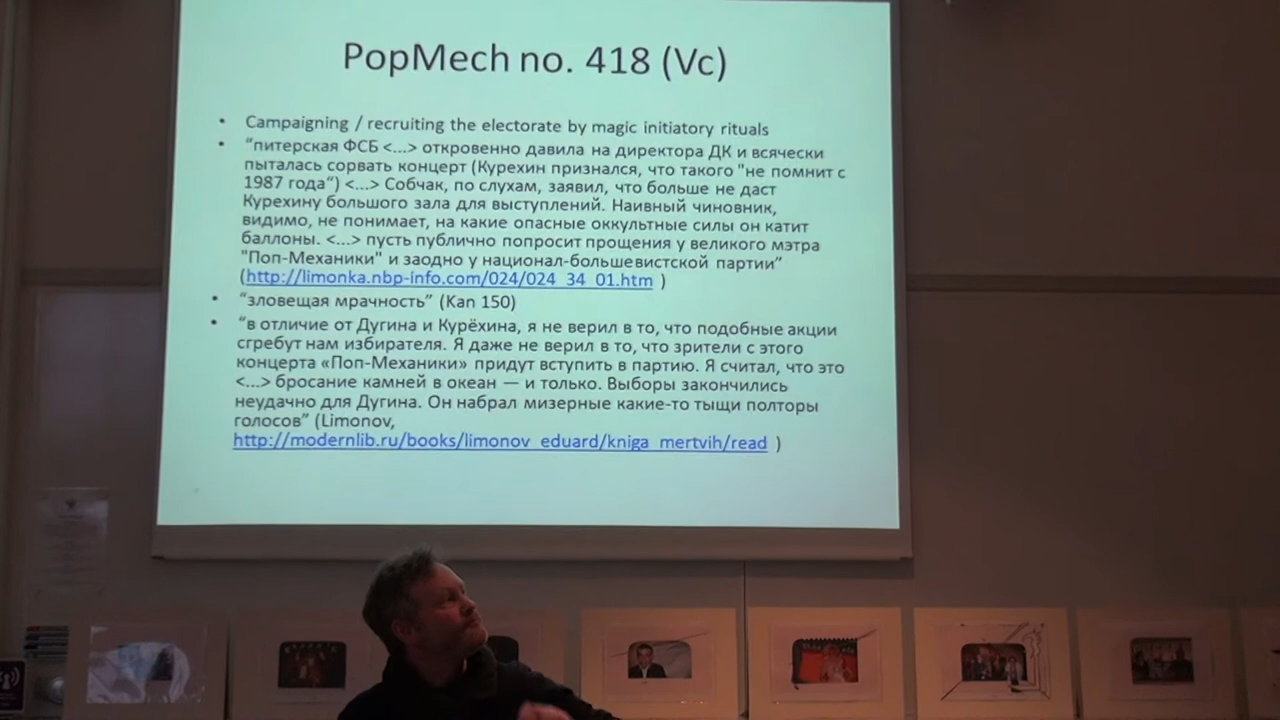 PopMech no. 418 (Vc)
• Campaigning / recruiting the electorate by magic initiatory rituals
• “питерская ФСБ <...> откровенно давила на директора ДК и всячески
пыталась сорвать концерт (Курехин признался, что такого "не помнит с
1987 года“) <...> Собчак, по слухам, заявил, что больше не даст
Курехину большого зала для выступлений. Наивный чиновник,
видимо, не понимает, на какие опасные оккультные силы он катит
баллоны. <...> пусть публично попросит прощения у великого мэтра
"Поп-Механики" и заодно у национал-большевистской партии”
(http://limonka.nbp-info.com/024/024_34_01.htm )
• “зловещая мрачность” (Kan 150)
• “в отличие от Дугина и Курёхина, я не верил в то, что подобные акции
сгребут нам избирателя. Я даже не верил в то, что зрители с этого
концерта «Поп-Механики» придут вступить в партию. Я считал, что это
<...> бросание камней в океан — и только. Выборы закончились
неудачно для Дугина. Он набрал мизерные какие-то тыщи полторы
голосов” (Limonov,
http://modernlib.ru/books/limonov_eduard/kniga_mertvih/read )